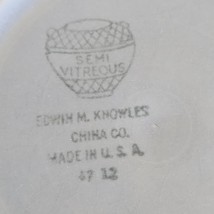 SEMI
VITREOUS
EDWIN M. KNOWLES
CHINA CO.
MADE IN U.S.A.
47 12